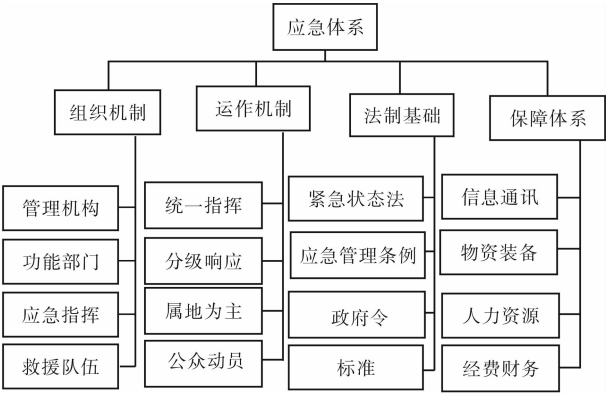 应急体系
组织机制
运作机制
法制基础
保障体系
管理机构
功能部门
应急指挥
救援队伍
统一指挥
分级响应
属地为主
公众动员
紧急状态法
应急管理条例
政府令
标准
信息通讯
物资装备
人力资源
经费财务